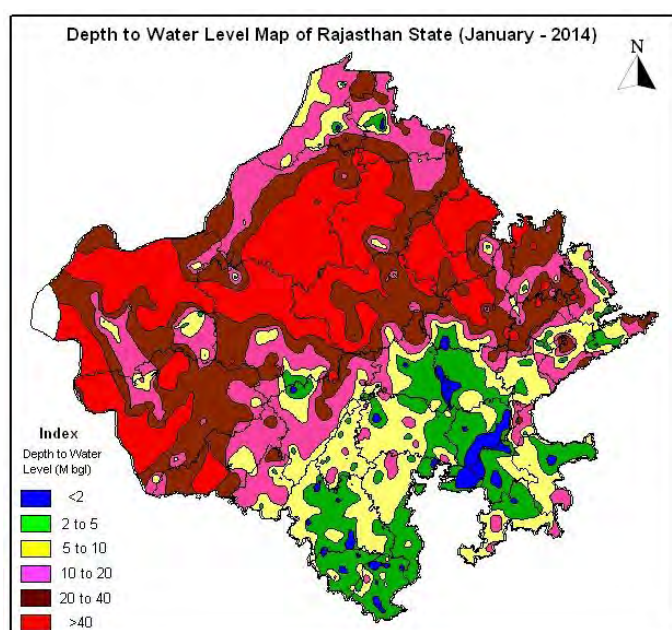 Depth to Water Level Map of Rajasthan State (January - 2014)
N
Index
Depth to Water
Level (M bgl)
<2
2 to 5
5 to 10
10 to 20
20 to 40
>40